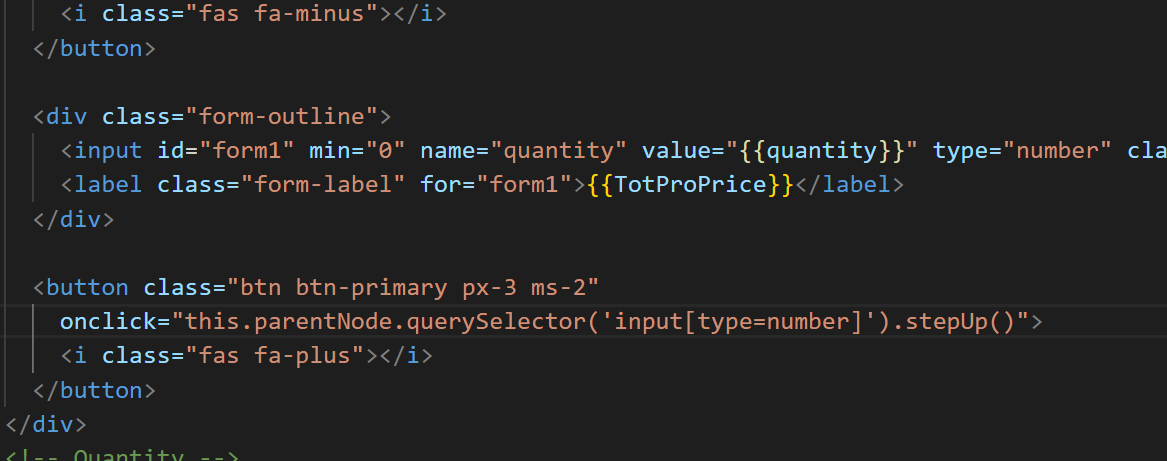 <i class="fas fa-minus"></i>
</button>
<div class="form-outline">
<input id="form1" min="0" name="quantity" value="{{quantity}}" type="number" cla
<label class="form-label" for="form1">{{TotProPrice}}</label>
</div>
<button class="btn btn-primary px-3 ms-2"
onclick="this.parentNode.querySelector('input[type=number]').stepUp()">
<i class="fas fa-plus"></i>
</button>
</div>
<!-- Quantity -->